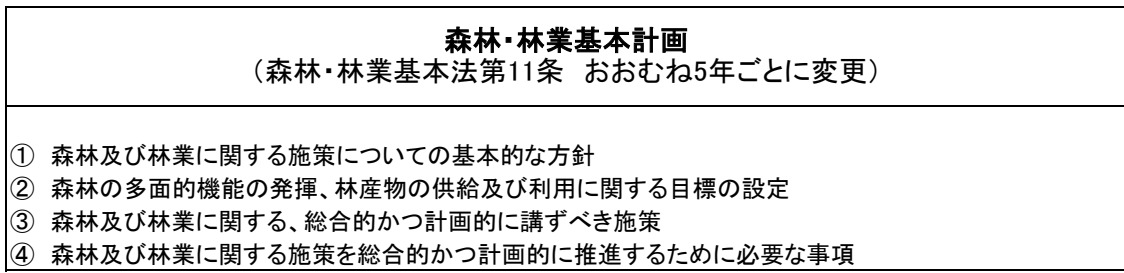 森林・林業基本計画
（森林・林業基本法第11条　おおむね5年ごとに変更）
①　森林及び林業に関する施策についての基本的な方針
②　森林の多面的機能の発揮、林産物の供給及び利用に関する目標の設定
③　森林及び林業に関する、総合的かつ計画的に講ずべき施策
④　森林及び林業に関する施策を総合的かつ計画的に推進するために必要な事項